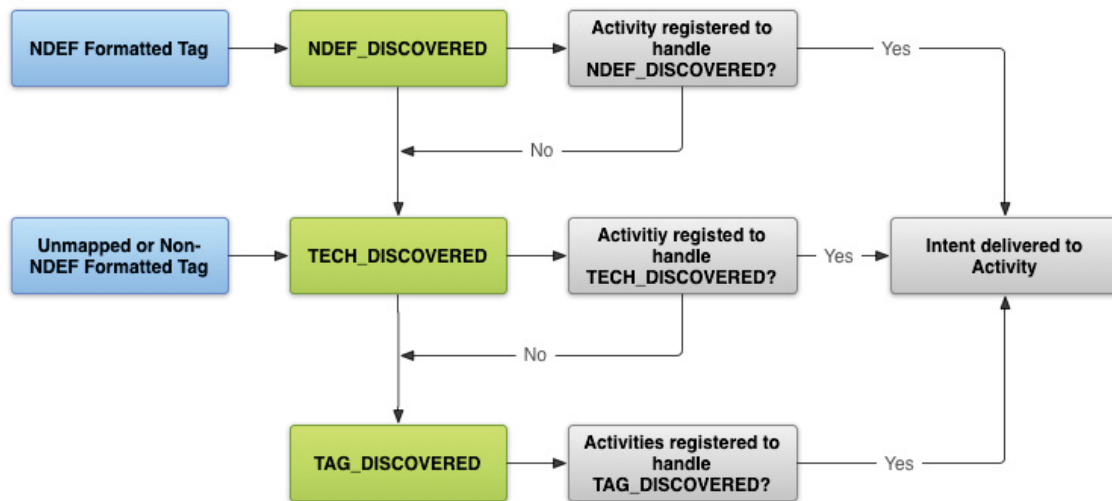 NDEF Formatted Tag
NDEF_DISCOVERED
Activity registered to
handle
NDEF_DISCOVERED?
Yes
No
Unmapped or Non-
NDEF Formatted Tag
TECH_DISCOVERED
Activitiy registed to
handle
TECH_DISCOVERED?
Yes
Intent delivered to
Activity
No
TAG_DISCOVERED
Activities registered to
handle
TAG_DISCOVERED?
Yes